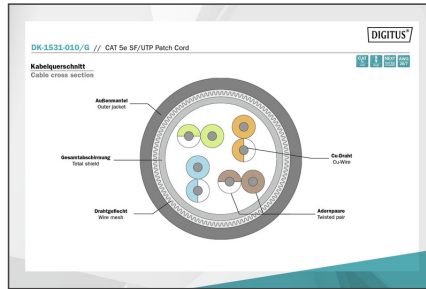 DIGITUS®
DK-1531-010/G // CAT 5e SF/UTP Patch Cord
Kabelquerschnitt
Cable cross section
Außenmantel
Outer jacket
Gesamtabschirmung
Total shield
Cu-Draht
Cu-Wire
Drahtgeflecht
Wire mesh
Adernpaare
Twisted pair